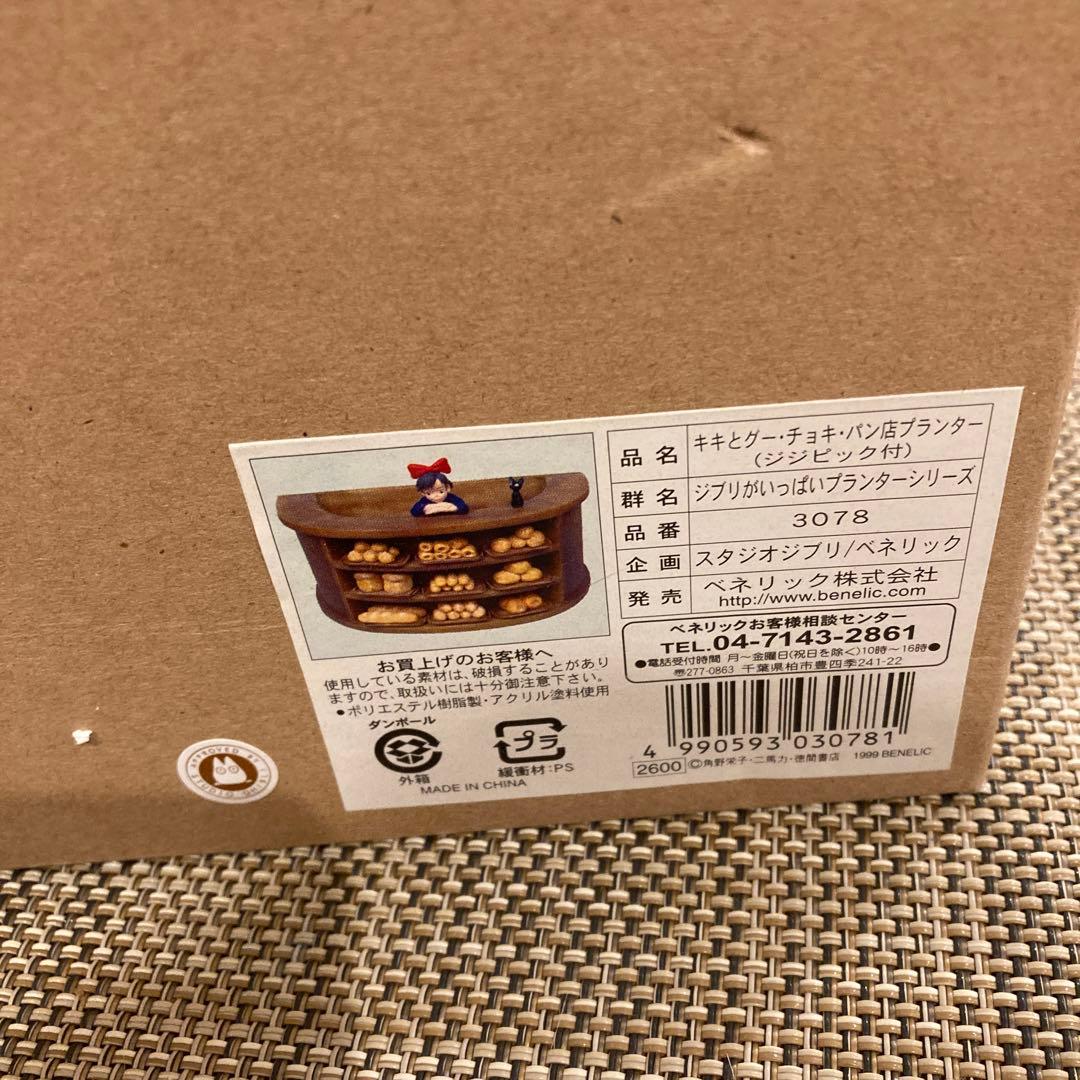 品名 キキとグー・チョキ・パン店プランター
(ジジピック付)
群名 ジブリがいっぱいプランターシリーズ
品番 3078
企画 スタジオジブリ/ベネリック
発売 ベネリック株式会社
http://www.benelic.com
ベネリックお客様相談センター
TEL.04-7143-2861
●電話受付時間 月~金曜日(祝日を除く)10時~16時●
〠277-0863 千葉県柏市豊四季241-22
お買上げのお客様へ
使用している素材は、破損することがあり
ますので、取扱いには十分御注意下さい。
●ポリエステル樹脂製・アクリル塗料使用
ダンボール
外箱
プラ
緩衝材:PS
MADE IN CHINA
4 990593 030781
2600 ©角野栄子・二馬力・徳間書店 1999 BENELIC
APPROVED BY STUDIO GHIBLI